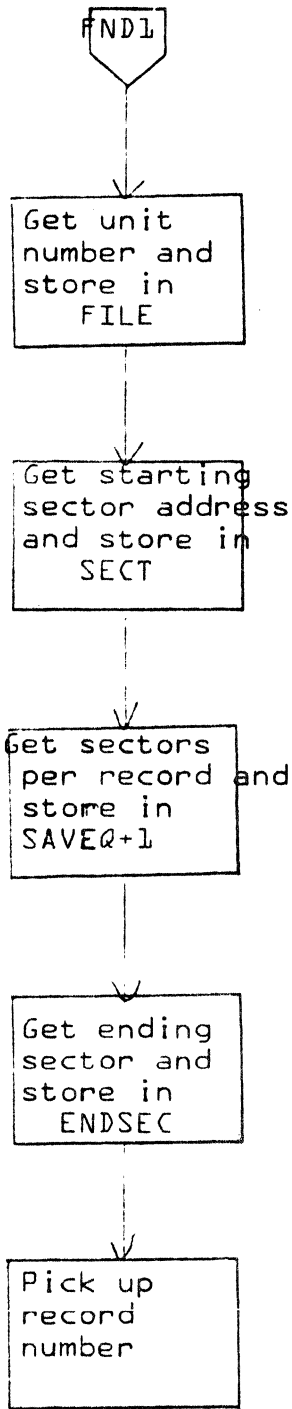 FND1
Get unit
number and
store in
FILE
Get starting
sector address
and store in
SECT
Get sectors
per record and
store in
SAVEQ+1
Get ending
sector and
store in
ENDSEC
Pick up
record
number